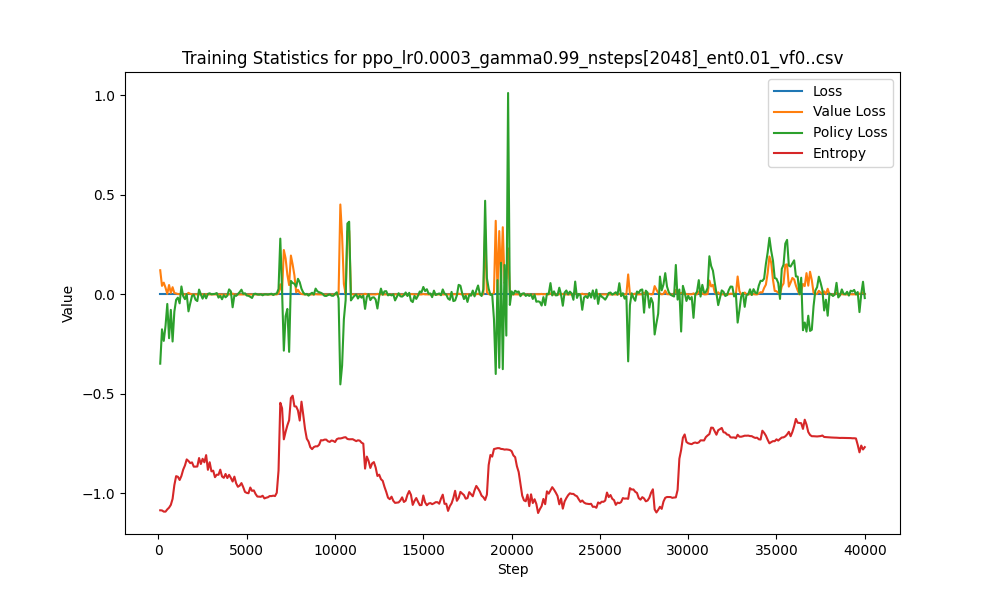 Training Statistics for ppo_lr0.0003_gamma0.99_nsteps[2048]_ent0.01_vf0..csv
Loss
Value Loss
Policy Loss
Entropy
1.0
0.5
0.0
−0.5
−1.0
Value
0 5000 10000 15000 20000 25000 30000 35000 40000
Step